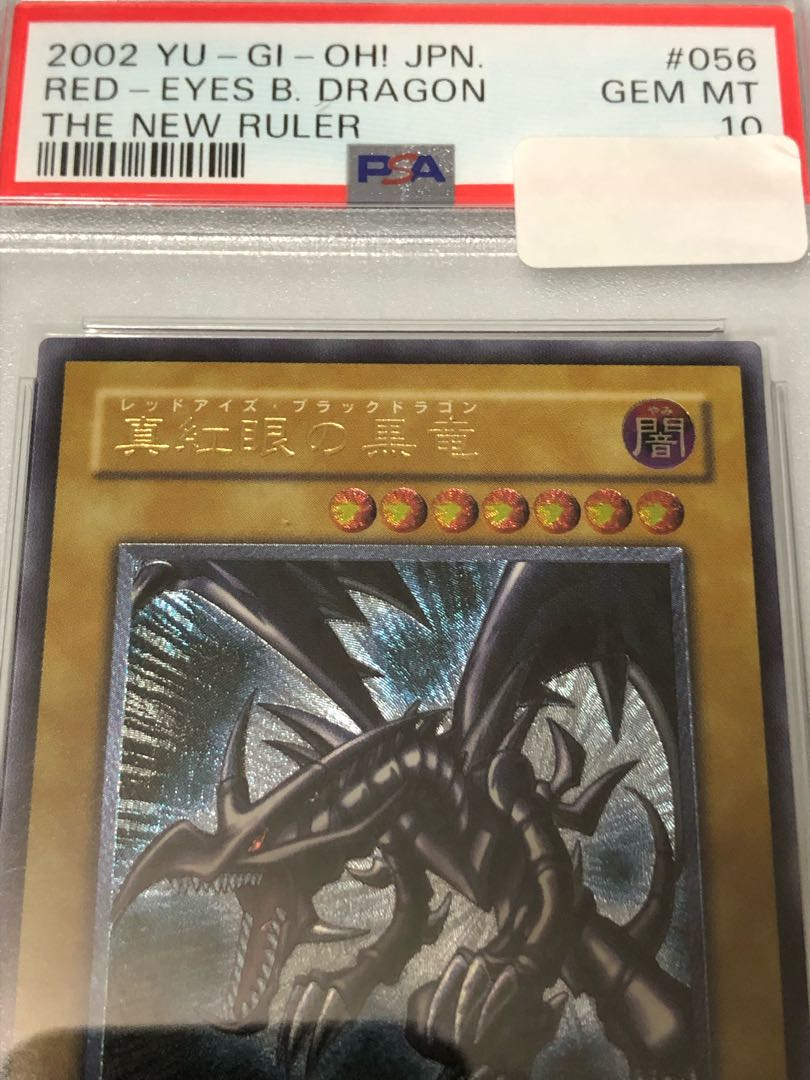 2002 YU-GI-OH! JPN. #056
RED-EYES B. DRAGON GEM MT
THE NEW RULER 10
PSA
レッドアイズ・ブラックドラゴン
真紅眼の黒竜
やみ
闇